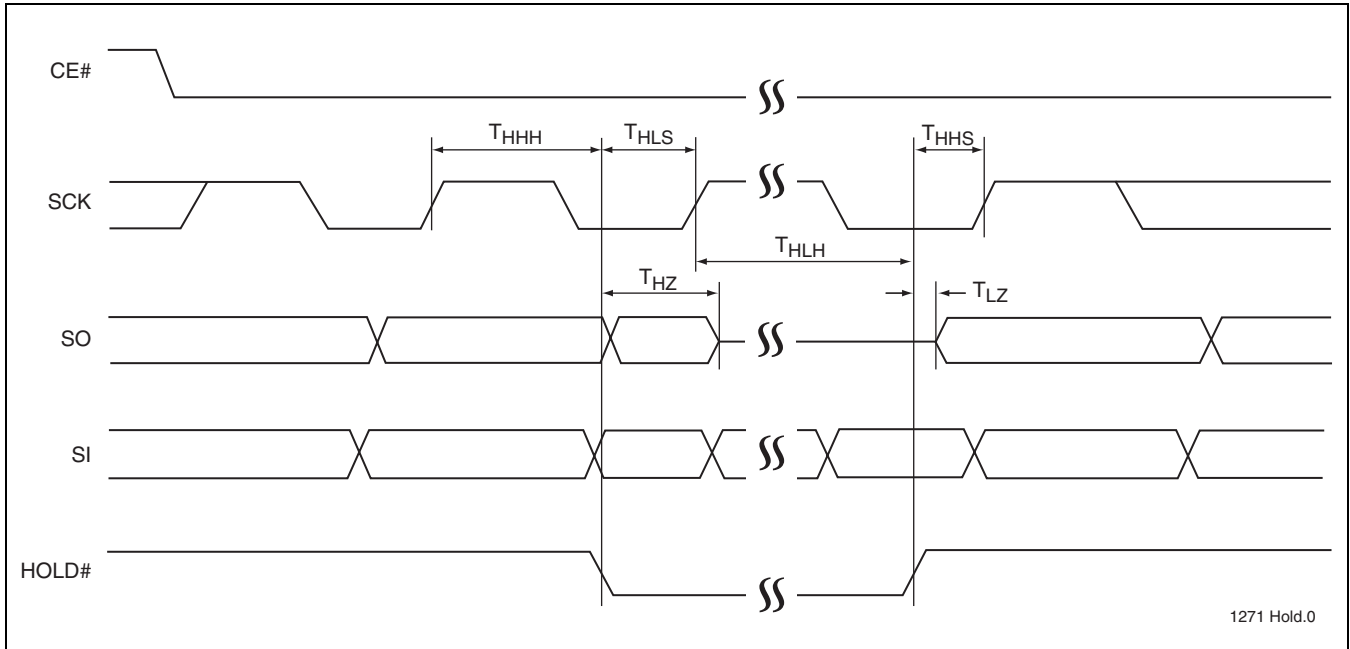 CE#
THHH
THLS
THHS
SCK
THLH
THZ
TLZ
SO
SI
HOLD#
1271 Hold.0